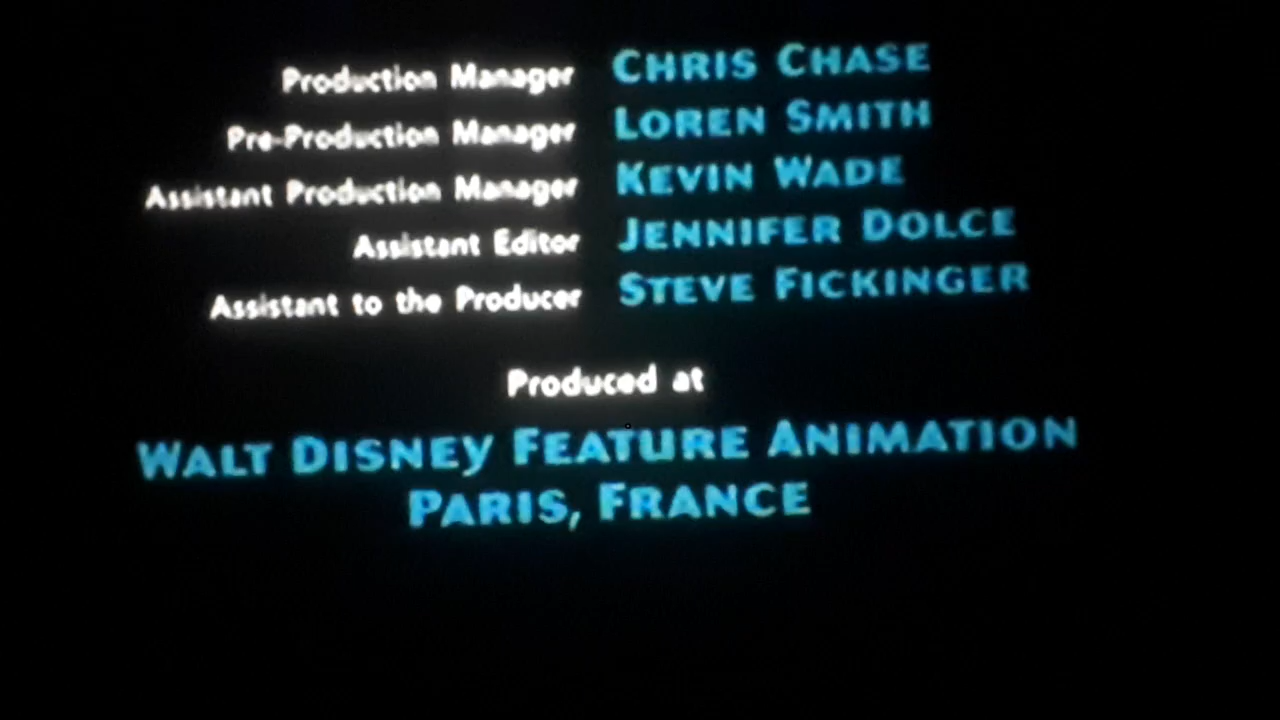 Production Manager CHRIS CHASE
Pre-Production Manager LOREN SMITH
Assistant Production Manager KEVIN WADE
Assistant Editor JENNIFER DOLCE
Assistant to the Producer STEVE FICKINGER
Produced at
WALT DISNEY FEATURE ANIMATION
PARIS, FRANCE